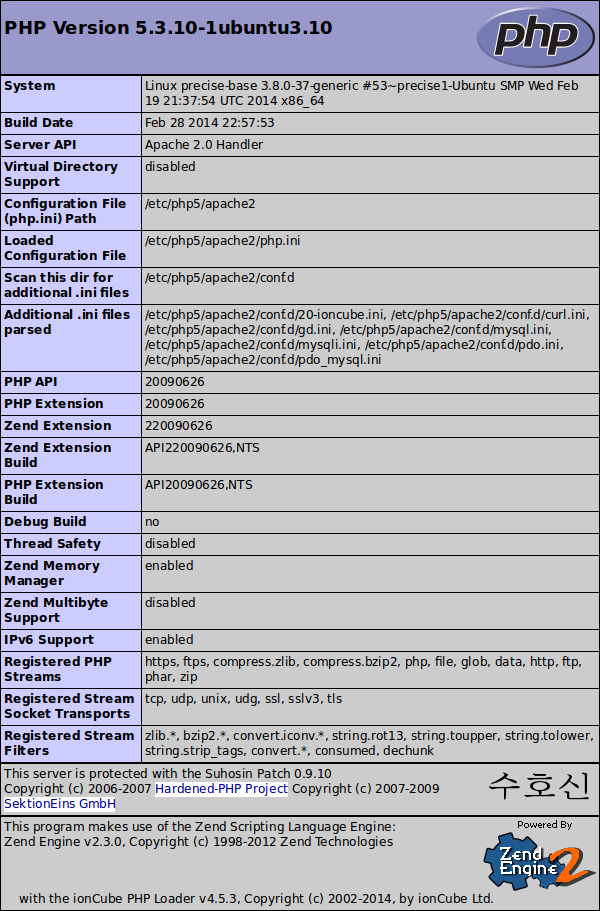 PHP Version 5.3.10-1ubuntu3.10
php
System
Linux precise-base 3.8.0-37-generic #53~precise1-Ubuntu SMP Wed Feb
19 21:37:54 UTC 2014 x86_64
Build Date
Feb 28 2014 22:57:53
Server API
Apache 2.0 Handler
Virtual Directory
Support
disabled
Configuration File
(php.ini) Path
/etc/php5/apache2
Loaded
Configuration File
/etc/php5/apache2/php.ini
Scan this dir for
additional .ini files
/etc/php5/apache2/conf.d
Additional .ini files
parsed
/etc/php5/apache2/conf.d/20-ioncube.ini, /etc/php5/apache2/conf.d/curl.ini,
/etc/php5/apache2/conf.d/gd.ini, /etc/php5/apache2/conf.d/mysql.ini,
/etc/php5/apache2/conf.d/mysqli.ini, /etc/php5/apache2/conf.d/pdo.ini,
/etc/php5/apache2/conf.d/pdo_mysql.ini
PHP API
20090626
PHP Extension
20090626
Zend Extension
220090626
Zend Extension
Build
API220090626,NTS
PHP Extension
Build
API20090626,NTS
Debug Build
no
Thread Safety
disabled
Zend Memory
Manager
enabled
Zend Multibyte
Support
disabled
IPv6 Support
enabled
Registered PHP
Streams
https, ftps, compress.zlib, compress.bzip2, php, file, glob, data, http, ftp,
phar, zip
Registered Stream
Socket Transports
tcp, udp, unix, udg, ssl, sslv3, tls
Registered Stream
Filters
zlib.*, bzip2.*, convert.iconv.*, string.rot13, string.toupper, string.tolower,
string.strip_tags, convert.*, consumed, dechunk
This server is protected with the Suhosin Patch 0.9.10
Copyright (c) 2006-2007 Hardened-PHP Project Copyright (c) 2007-2009
SektionEins GmbH
수호신
This program makes use of the Zend Scripting Language Engine:
Zend Engine v2.3.0, Copyright (c) 1998-2012 Zend Technologies
Powered By
Zend
Engine 2
with the ionCube PHP Loader v4.5.3, Copyright (c) 2002-2014, by ionCube Ltd.